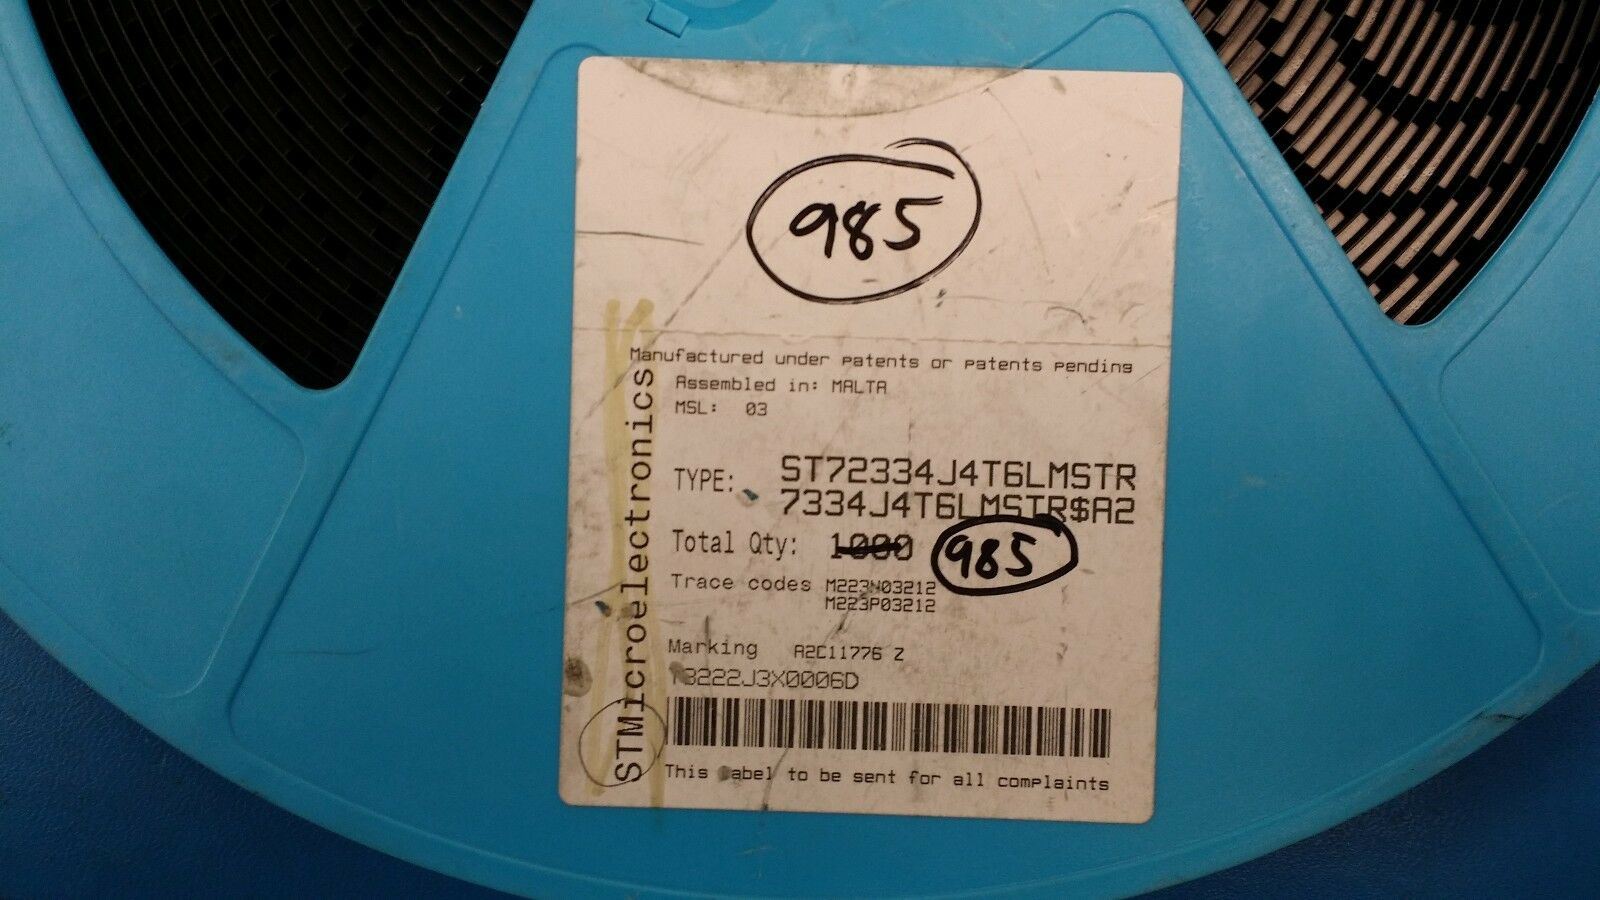 985
Manufactured under patents or patents pending
Assembled in: MALTA
MSL: 03
STMicroelectronics
TYPE: ST72334J4T6LMSTR
7334J4T6LMSTR$A2
Total Qty: 1000 985
Trace codes M223N03212
M223P03212
Marking A2C11776 Z
73222J3X0006D
This label to be sent for all complaints